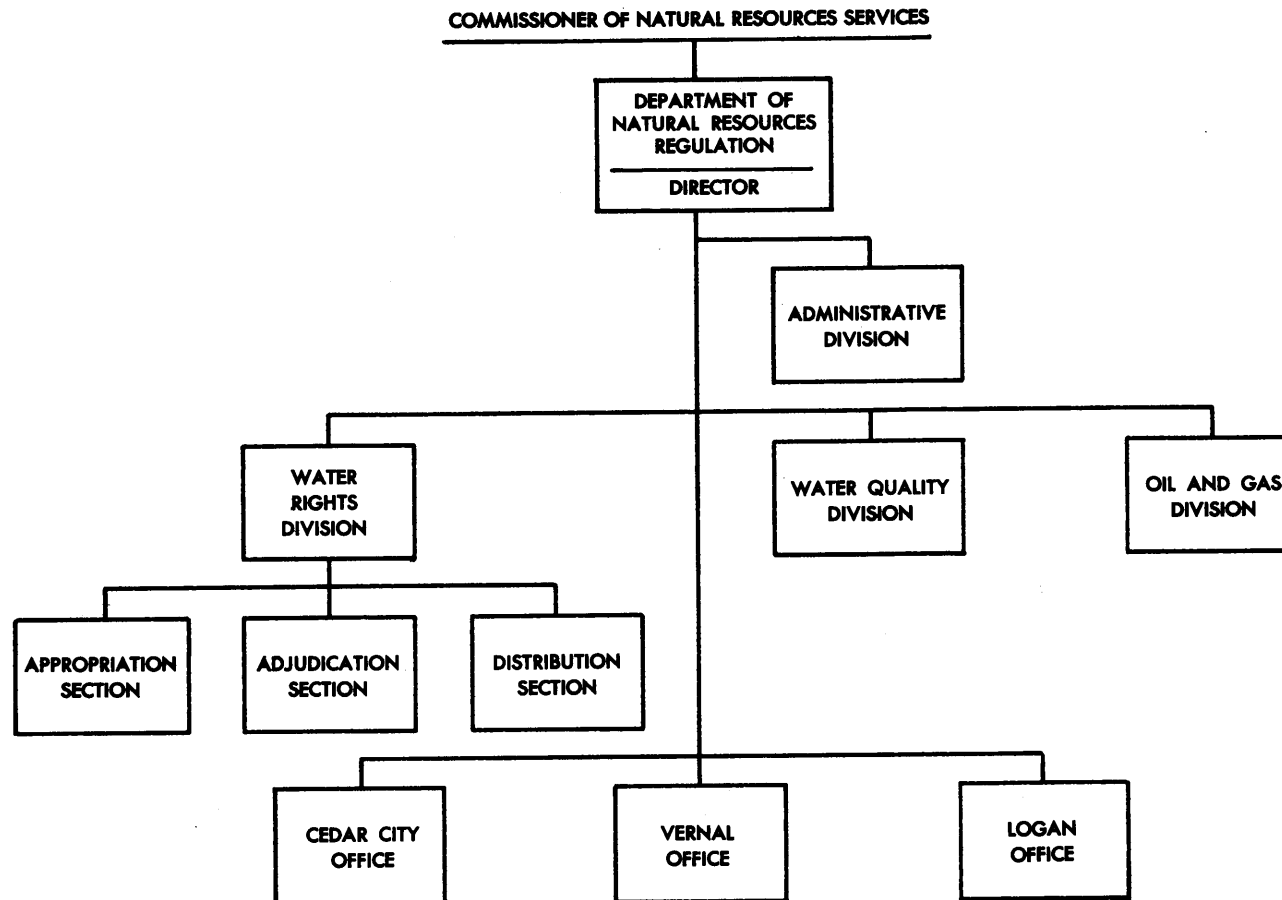 COMMISSIONER OF NATURAL RESOURCES SERVICES
DEPARTMENT OF
NATURAL RESOURCES
REGULATION
DIRECTOR
ADMINISTRATIVE
DIVISION
WATER
RIGHTS
DIVISION
WATER QUALITY
DIVISION
OIL AND GAS
DIVISION
APPROPRIATION
SECTION
ADJUDICATION
SECTION
DISTRIBUTION
SECTION
CEDAR CITY
OFFICE
VERNAL
OFFICE
LOGAN
OFFICE